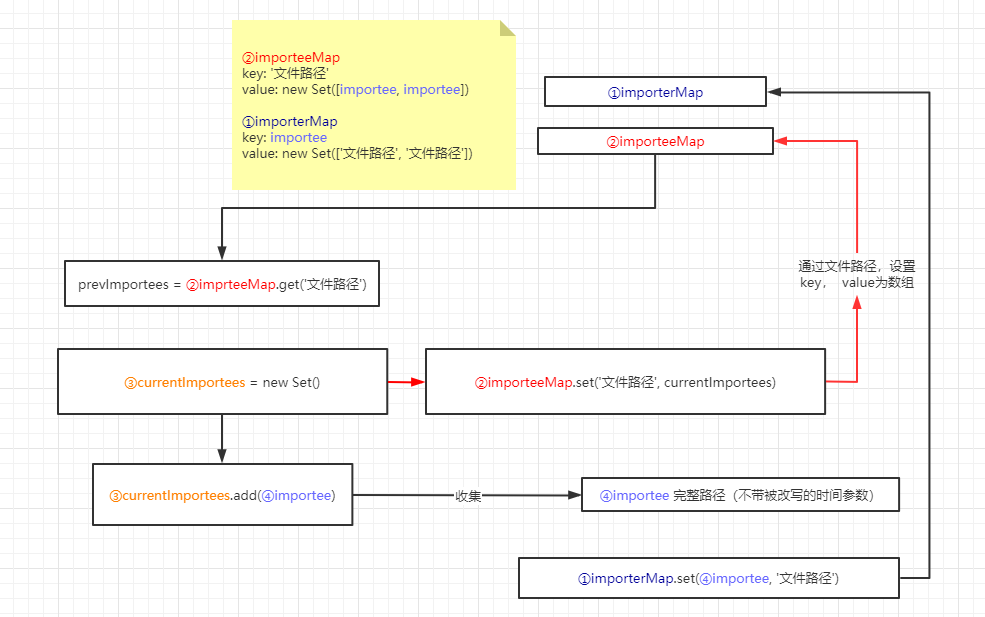 ②importeeMap
key: '文件路径'
value: new Set([importee, importee])
①importerMap
key: importee
value: new Set(['文件路径', '文件路径'])
①importerMap
②importeeMap
prevImportees = ②imprteeMap.get('文件路径')
通过文件路径，设置
key， value为数组
③currentImportees = new Set()
②importeeMap.set('文件路径', currentImportees)
③currentImportees.add(④importee)
收集
④importee 完整路径（不带被改写的时间参数）
①importerMap.set(④importee, '文件路径')